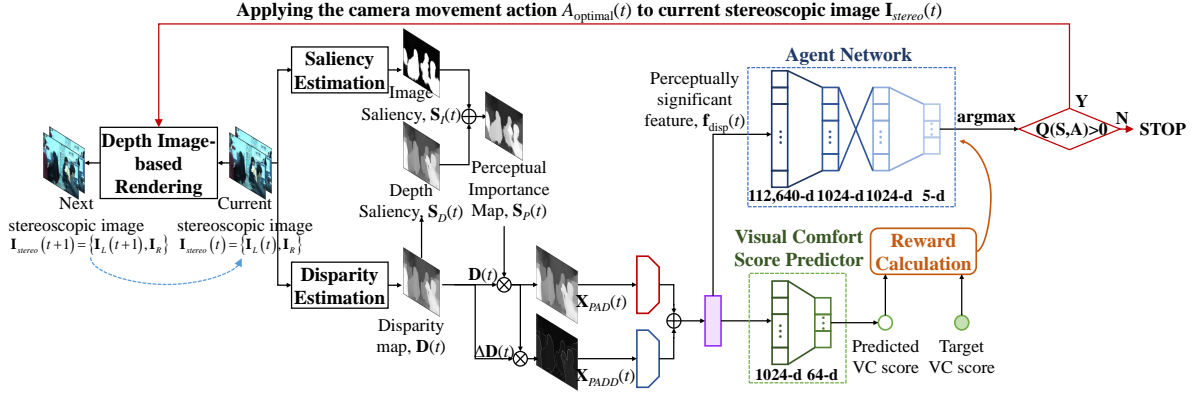 Applying the camera movement action A_optimal(t) to current stereoscopic image I_stereo(t)
Saliency
Estimation
Image
Saliency, S_I(t)
Depth Image-
based
Rendering
Next
stereoscopic image
I_stereo(t+1)={I_L(t+1),I_R}
Current
stereoscopic image
I_stereo(t)={I_L(t),I_R}
Depth
Saliency, S_D(t)
Perceptual
Importance
Map, S_P(t)
Disparity
Estimation
Disparity
map, D(t)
D(t)
ΔD(t)
X_PAD(t)
X_PADD(t)
Perceptually
significant
feature, f_disp(t)
Agent Network
112,640-d 1024-d 1024-d 5-d
argmax
Q(S,A)>0
Y
N
STOP
Visual Comfort
Score Predictor
1024-d 64-d
Reward
Calculation
Predicted
VC score
Target
VC score